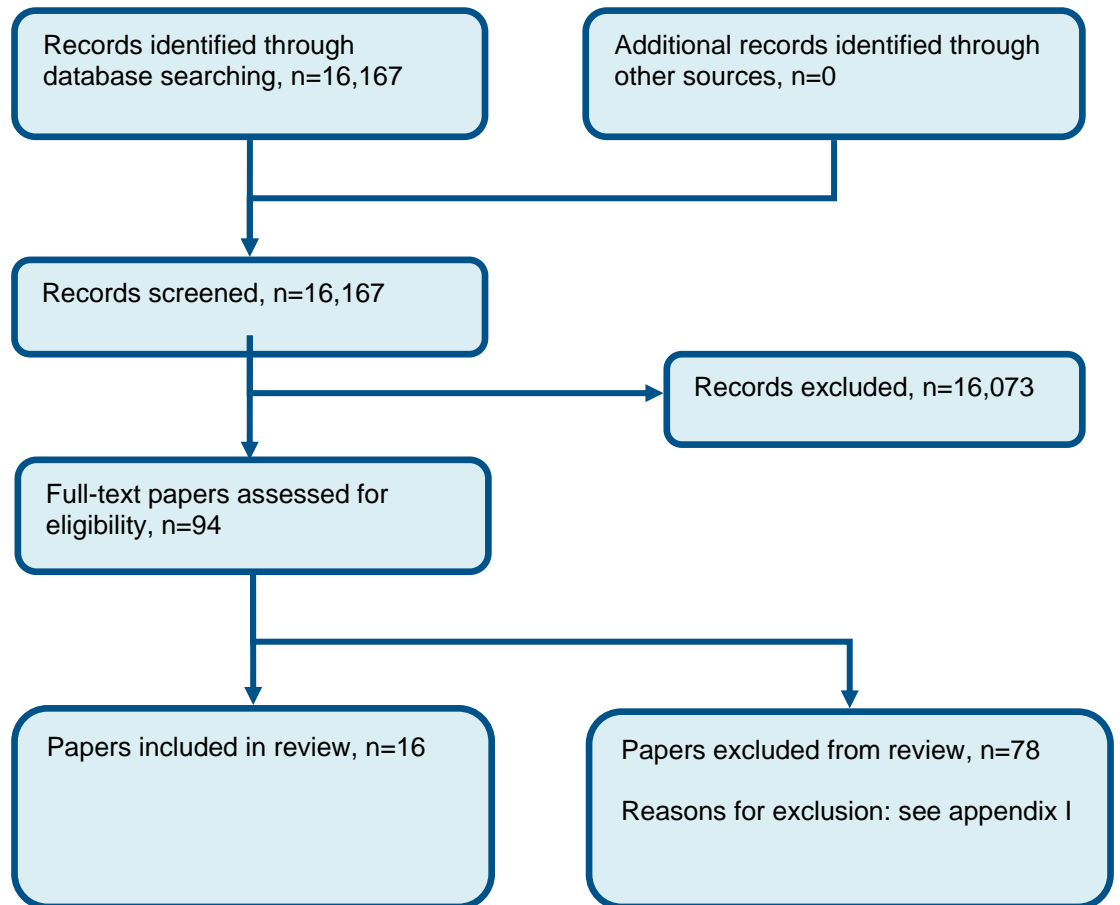 Records identified through
database searching, n=16,167
Additional records identified through
other sources, n=0
Records screened, n=16,167
Records excluded, n=16,073
Full-text papers assessed for
eligibility, n=94
Papers included in review, n=16
Papers excluded from review, n=78
Reasons for exclusion: see appendix I